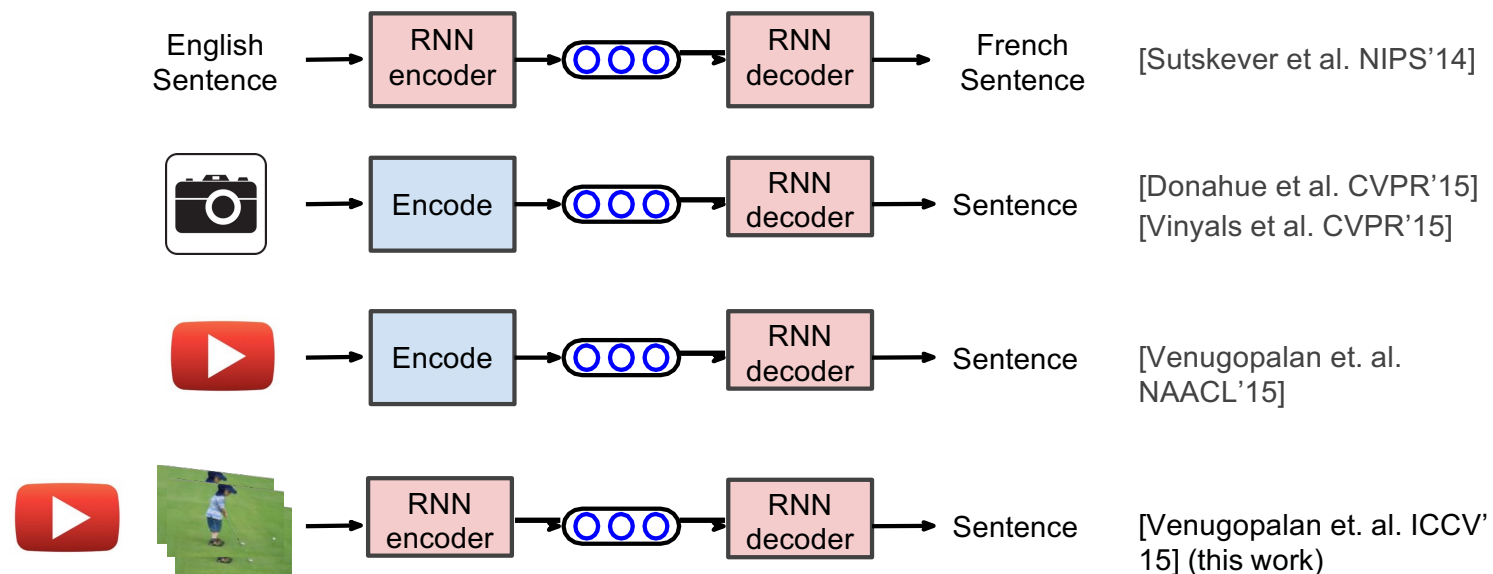 English
Sentence
RNN
encoder
RNN
decoder
French
Sentence
[Sutskever et al. NIPS’14]
Encode
RNN
decoder
Sentence
[Donahue et al. CVPR’15]
[Vinyals et al. CVPR’15]
Encode
RNN
decoder
Sentence
[Venugopalan et. al.
NAACL’15]
RNN
encoder
RNN
decoder
Sentence
[Venugopalan et. al. ICCV’
15] (this work)